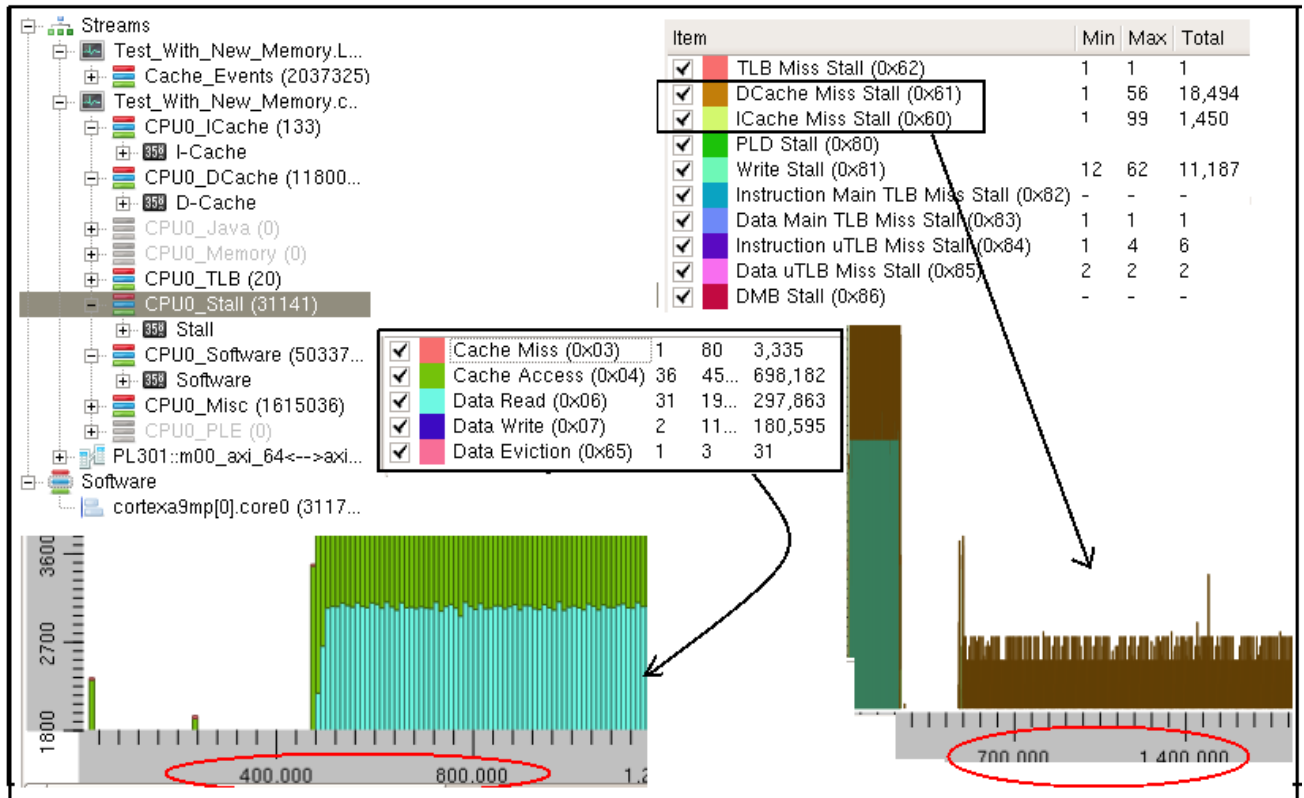 Streams
Test_With_New_Memory.L...
Cache_Events (2037325)
Test_With_New_Memory.c...
CPU0_ICache (133)
358 I-Cache
CPU0_DCache (11800...
358 D-Cache
CPU0_Java (0)
CPU0_Memory (0)
CPU0_TLB (20)
CPU0_Stall (31141)
358 Stall
CPU0_Software (50337...
358 Software
CPU0_Misc (1615036)
CPU0_PLE (0)
PL301::m00_axi_64<-->axi...
Software
cortexa9mp[0].core0 (3117...
Item Min Max Total
TLB Miss Stall (0x62) 1 1 1
DCache Miss Stall (0x61) 1 56 18,494
ICache Miss Stall (0x60) 1 99 1,450
PLD Stall (0x80)
Write Stall (0x81) 12 62 11,187
Instruction Main TLB Miss Stall (0x82) - - -
Data Main TLB Miss Stall (0x83) 1 1 1
Instruction uTLB Miss Stall (0x84) 1 4 6
Data uTLB Miss Stall (0x85) 2 2 2
DMB Stall (0x86) - - -
Cache Miss (0x03) 1 80 3,335
Cache Access (0x04) 36 45... 698,182
Data Read (0x06) 31 19... 297,863
Data Write (0x07) 2 11... 180,595
Data Eviction (0x65) 1 3 31
3600
2700
1800
400.000 800.000 1.2
700 000 1 400 000